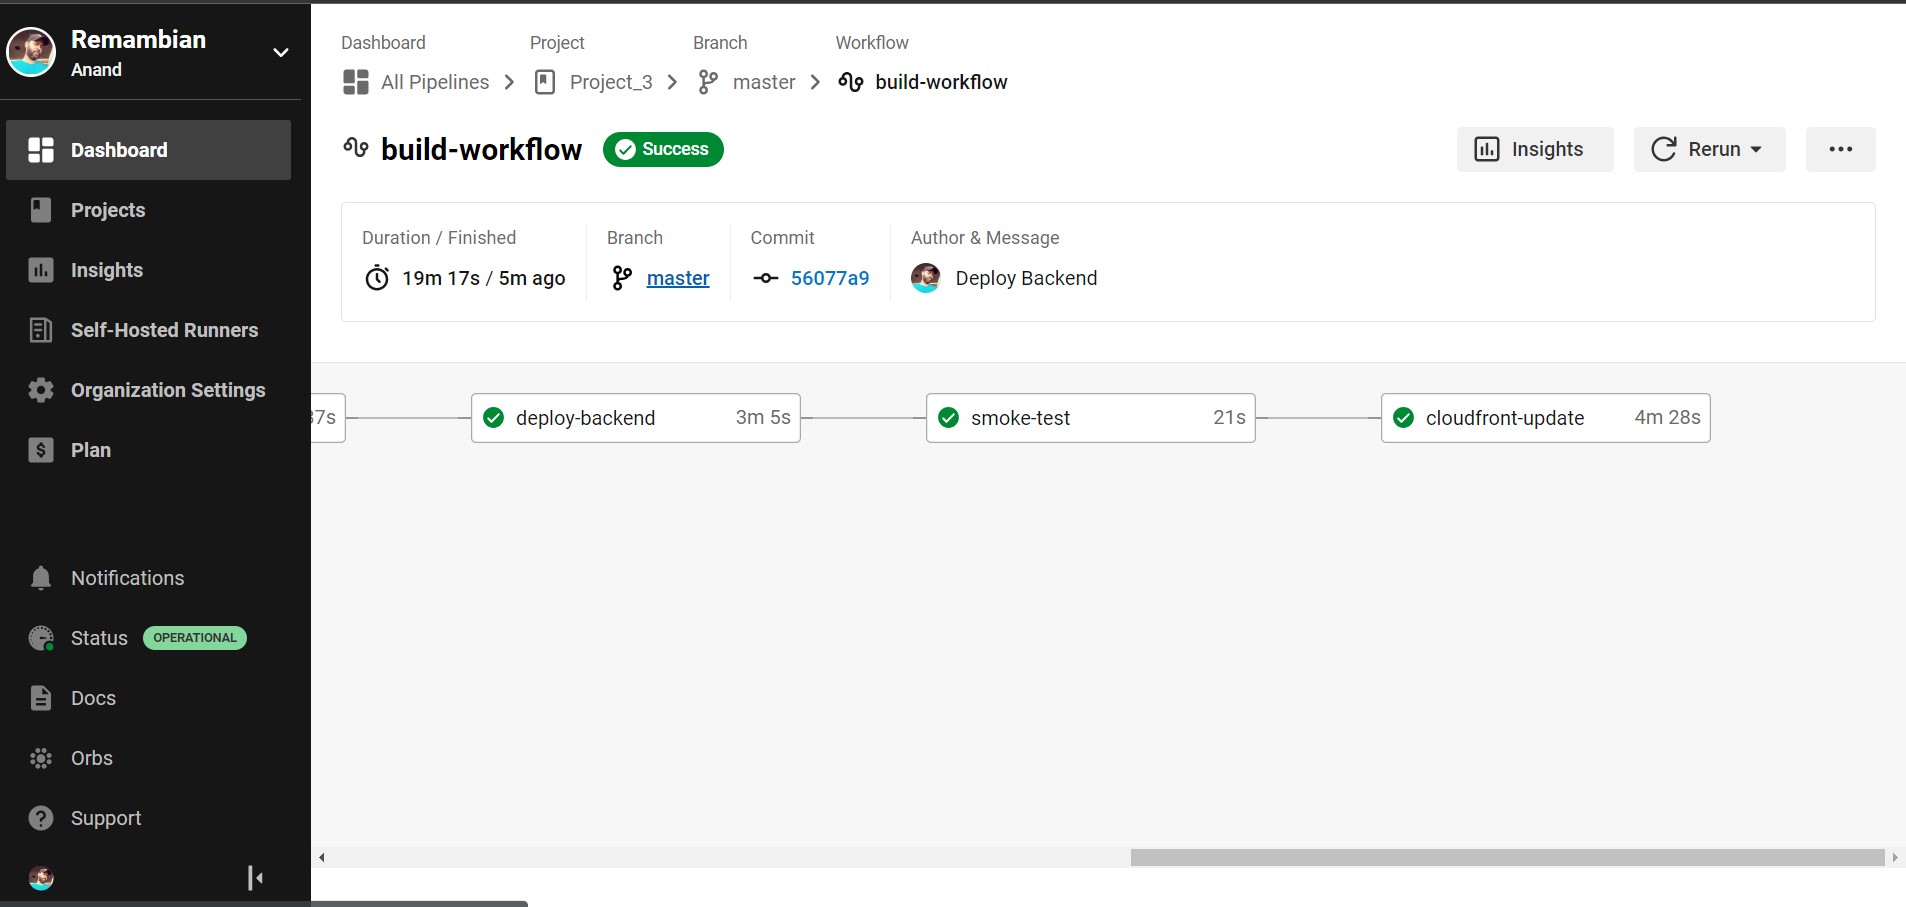 Remambian
Anand
Dashboard
Projects
Insights
Self-Hosted Runners
Organization Settings
Plan
Notifications
Status OPERATIONAL
Docs
Orbs
Support
Dashboard Project Branch Workflow
All Pipelines Project_3 master build-workflow
build-workflow Success Insights Rerun
Duration / Finished Branch Commit Author & Message
19m 17s / 5m ago master 56077a9 Deploy Backend
37s deploy-backend 3m 5s smoke-test 21s cloudfront-update 4m 28s